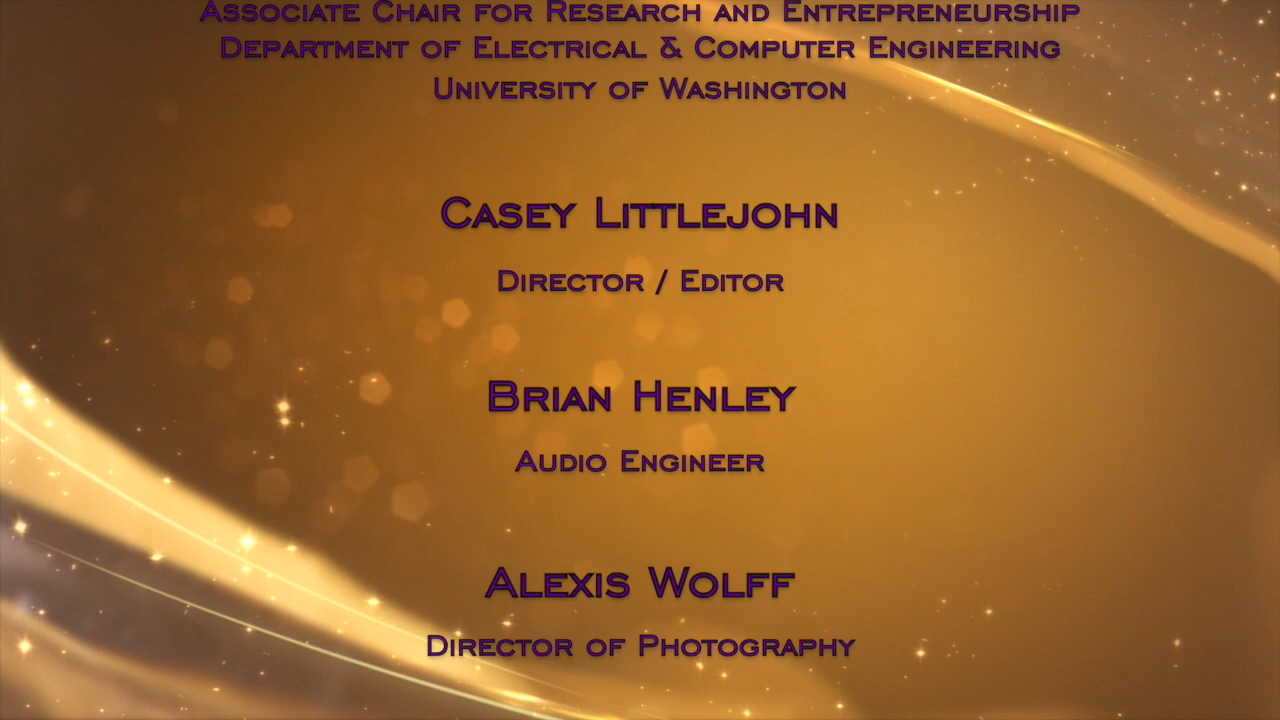 Associate Chair for Research and Entrepreneurship
Department of Electrical & Computer Engineering
University of Washington
Casey Littlejohn
Director / Editor
Brian Henley
Audio Engineer
Alexis Wolff
Director of Photography